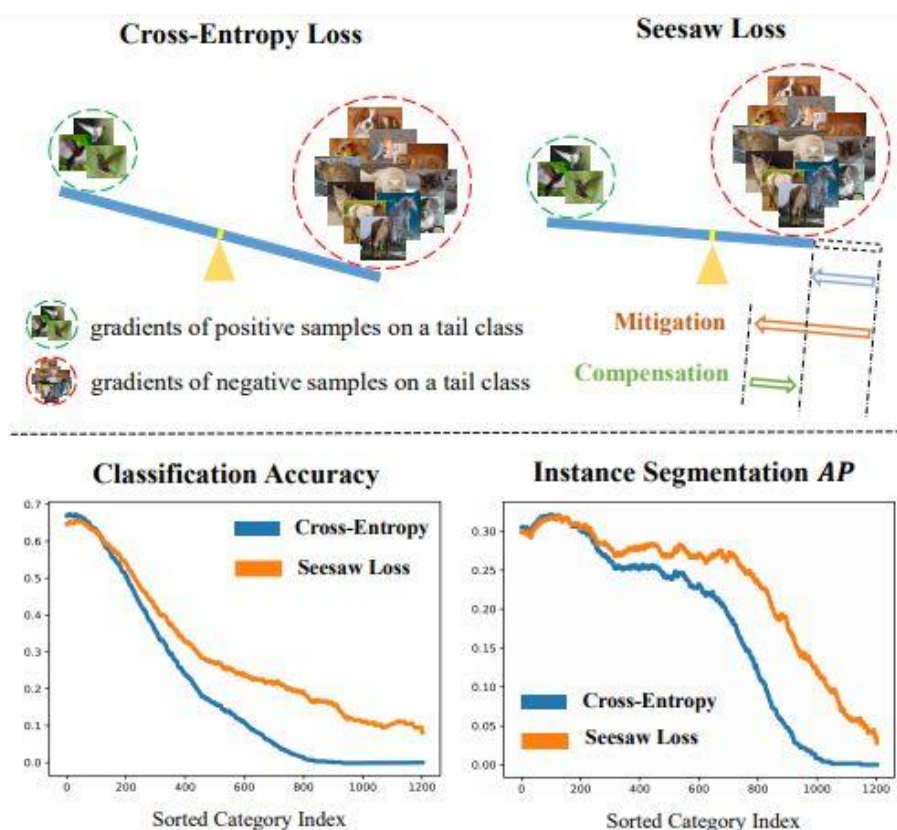 Cross-Entropy Loss
Seesaw Loss
gradients of positive samples on a tail class
gradients of negative samples on a tail class
Mitigation
Compensation
Classification Accuracy
0.7
0.6
0.5
0.4
0.3
0.2
0.1
0.0
Cross-Entropy
Seesaw Loss
0 200 400 600 800 1000 1200
Sorted Category Index
Instance Segmentation AP
0.30
0.25
0.20
0.15
0.10
0.05
0.00
Cross-Entropy
Seesaw Loss
0 200 400 600 800 1000 1200
Sorted Category Index